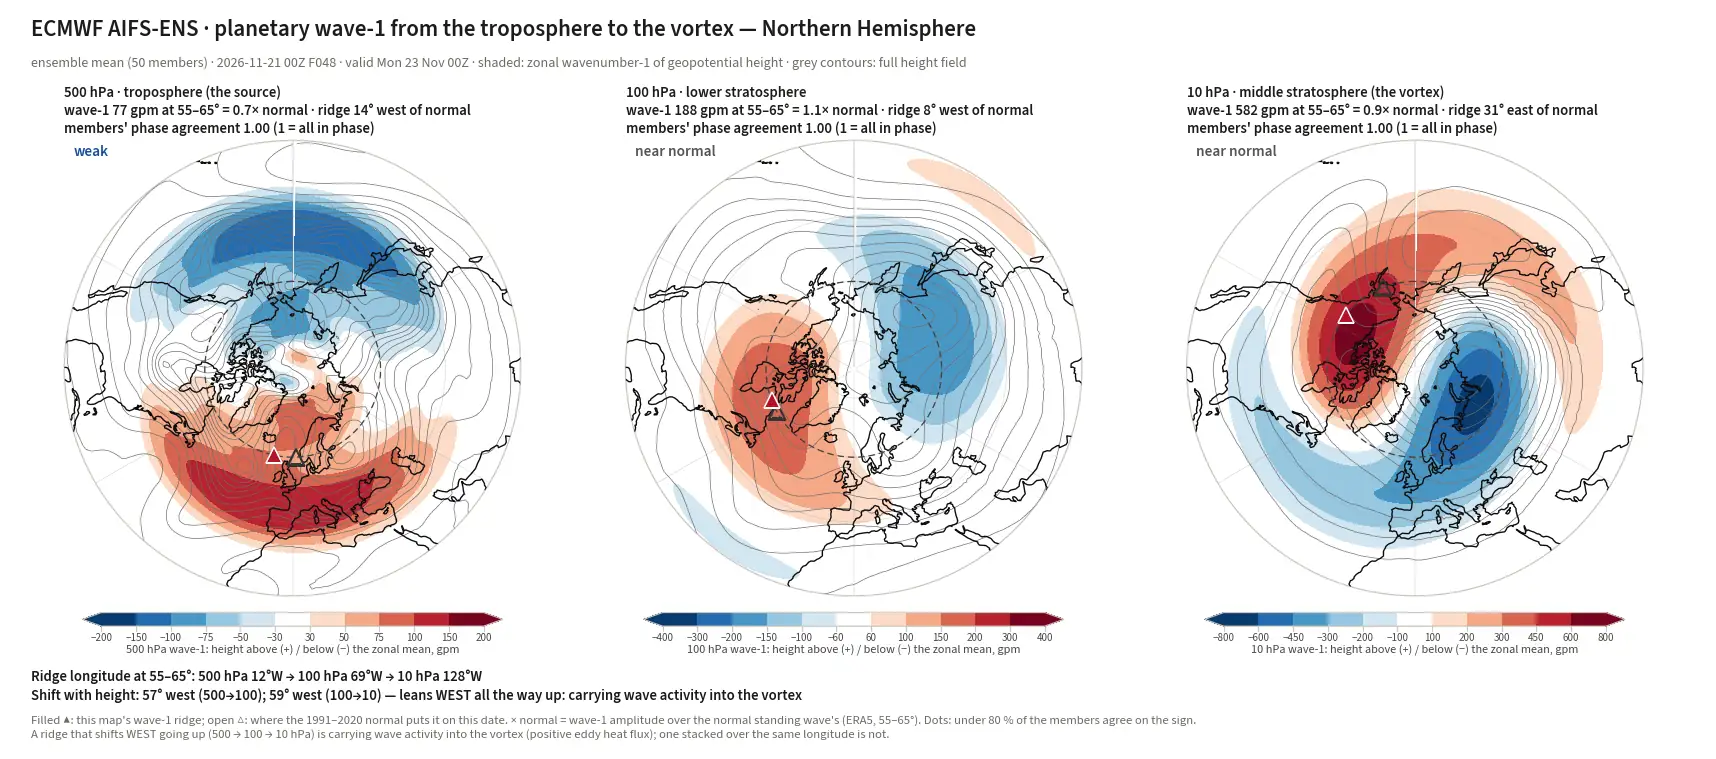 ECMWF AIFS-ENS · planetary wave-1 from the troposphere to the vortex — Northern Hemisphere
ensemble mean (50 members) · 2026-11-21 00Z F048 · valid Mon 23 Nov 00Z · shaded: zonal wavenumber-1 of geopotential height · grey contours: full height field
500 hPa · troposphere (the source)
wave-1 77 gpm at 55–65° = 0.7× normal · ridge 14° west of normal
members' phase agreement 1.00 (1 = all in phase)
weak
100 hPa · lower stratosphere
wave-1 188 gpm at 55–65° = 1.1× normal · ridge 8° west of normal
members' phase agreement 1.00 (1 = all in phase)
near normal
10 hPa · middle stratosphere (the vortex)
wave-1 582 gpm at 55–65° = 0.9× normal · ridge 31° east of normal
members' phase agreement 1.00 (1 = all in phase)
near normal
−200 −150 −100 −75 −50 −30 30 50 75 100 150 200
500 hPa wave-1: height above (+) / below (−) the zonal mean, gpm
−400 −300 −200 −150 −100 −60 60 100 150 200 300 400
100 hPa wave-1: height above (+) / below (−) the zonal mean, gpm
−800 −600 −450 −300 −200 −100 100 200 300 450 600 800
10 hPa wave-1: height above (+) / below (−) the zonal mean, gpm
Ridge longitude at 55–65°: 500 hPa 12°W → 100 hPa 69°W → 10 hPa 128°W
Shift with height: 57° west (500→100); 59° west (100→10) — leans WEST all the way up: carrying wave activity into the vortex
Filled ▲: this map's wave-1 ridge; open △: where the 1991–2020 normal puts it on this date. × normal = wave-1 amplitude over the normal standing wave's (ERA5, 55–65°). Dots: under 80 % of the members agree on the sign.
A ridge that shifts WEST going up (500 → 100 → 10 hPa) is carrying wave activity into the vortex (positive eddy heat flux); one stacked over the same longitude is not.